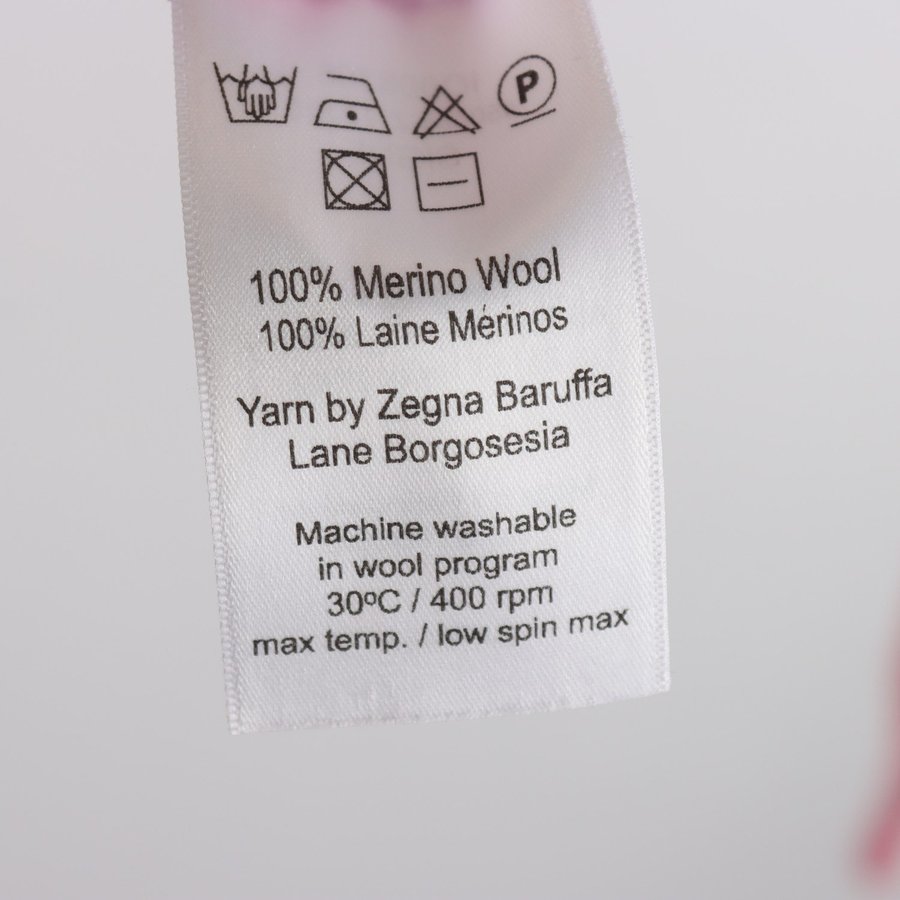 P
100% Merino Wool
100% Laine Mérinos
Yarn by Zegna Baruffa
Lane Borgosesia
Machine washable
in wool program
30ºC / 400 rpm
max temp. / low spin max